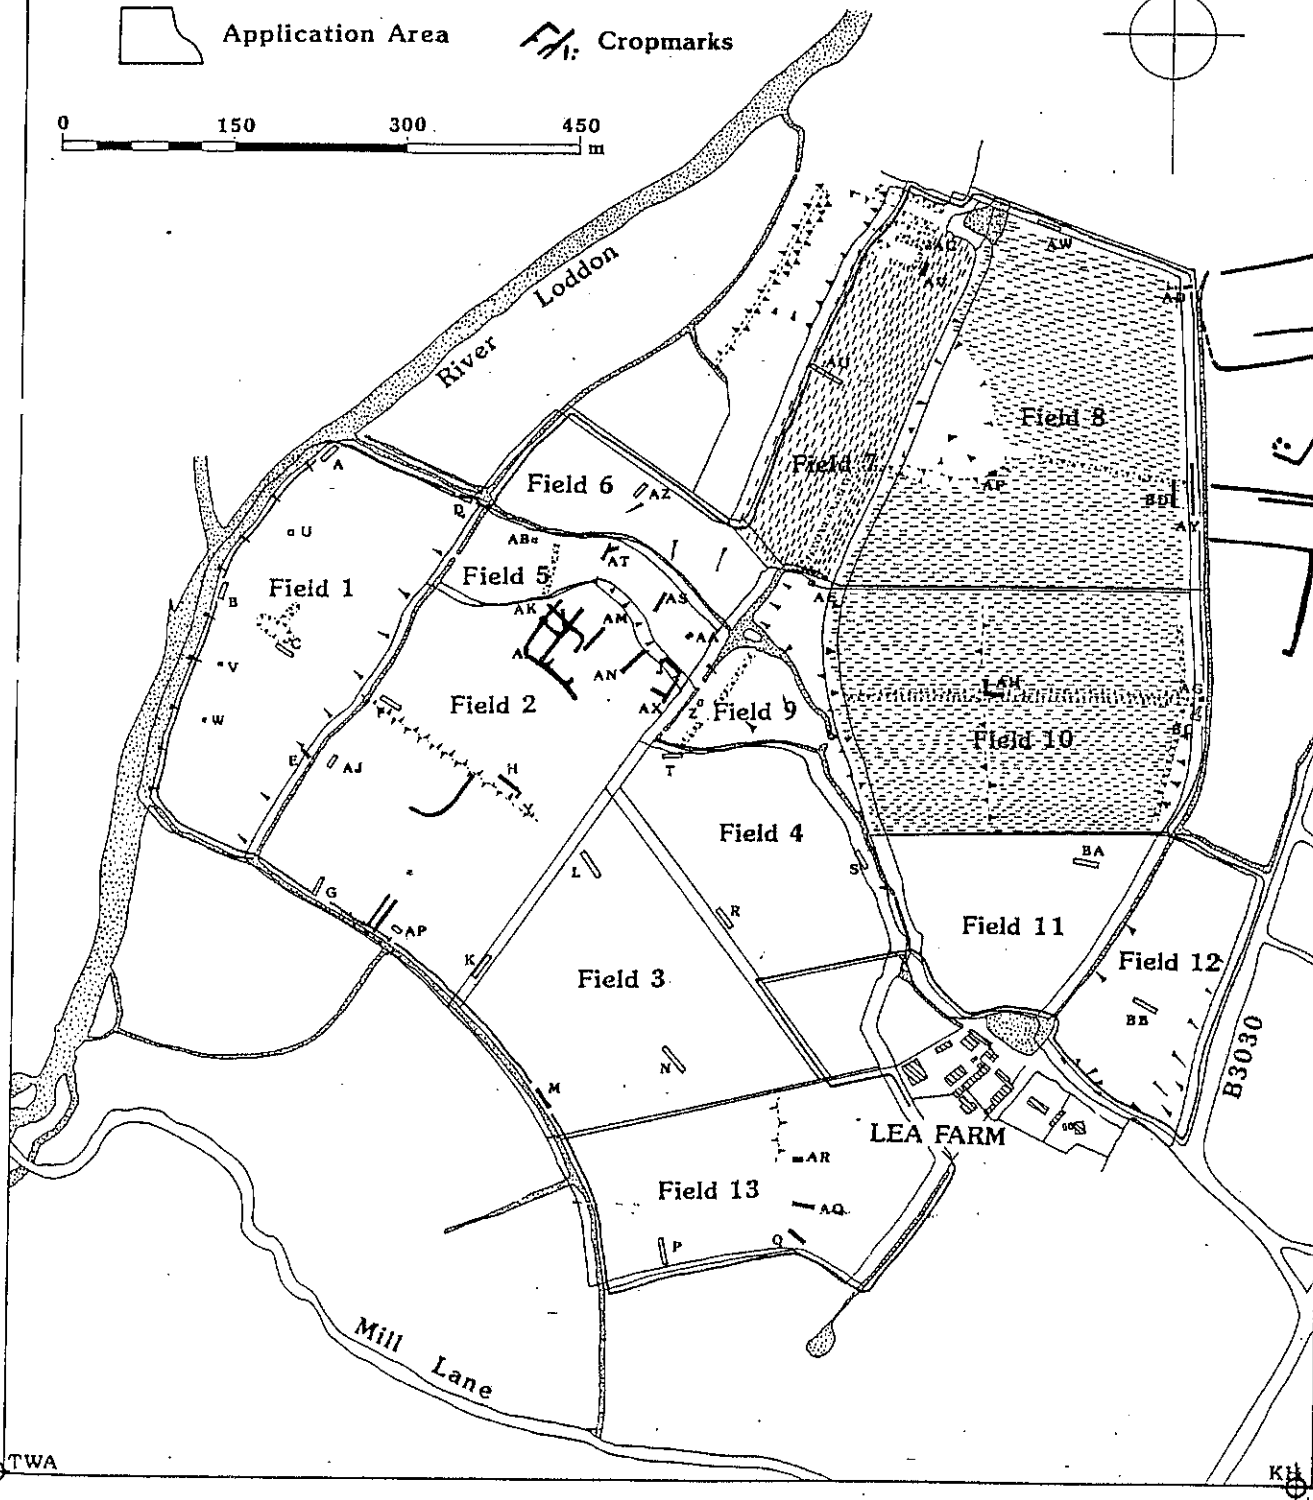 Application Area
Cropmarks
0 150 300 450
m
River Loddon
AW
AV
AU
Field 8
Field 7
Field 6
AZ
A
D
U
AB
AT
Field 5
Field 1
B
AK
AM
AS
AA
AE
C
V
AN
J
W
Field 2
AX
Z
Field 9
AH
Field 10
E
AJ
H
T
Field 4
L
S
BA
G
R
AP
K
Field 11
Field 3
Field 12
N
BB
M
B3030
LEA FARM
AR
Field 13
AQ
Q
P
Mill Lane
TWA